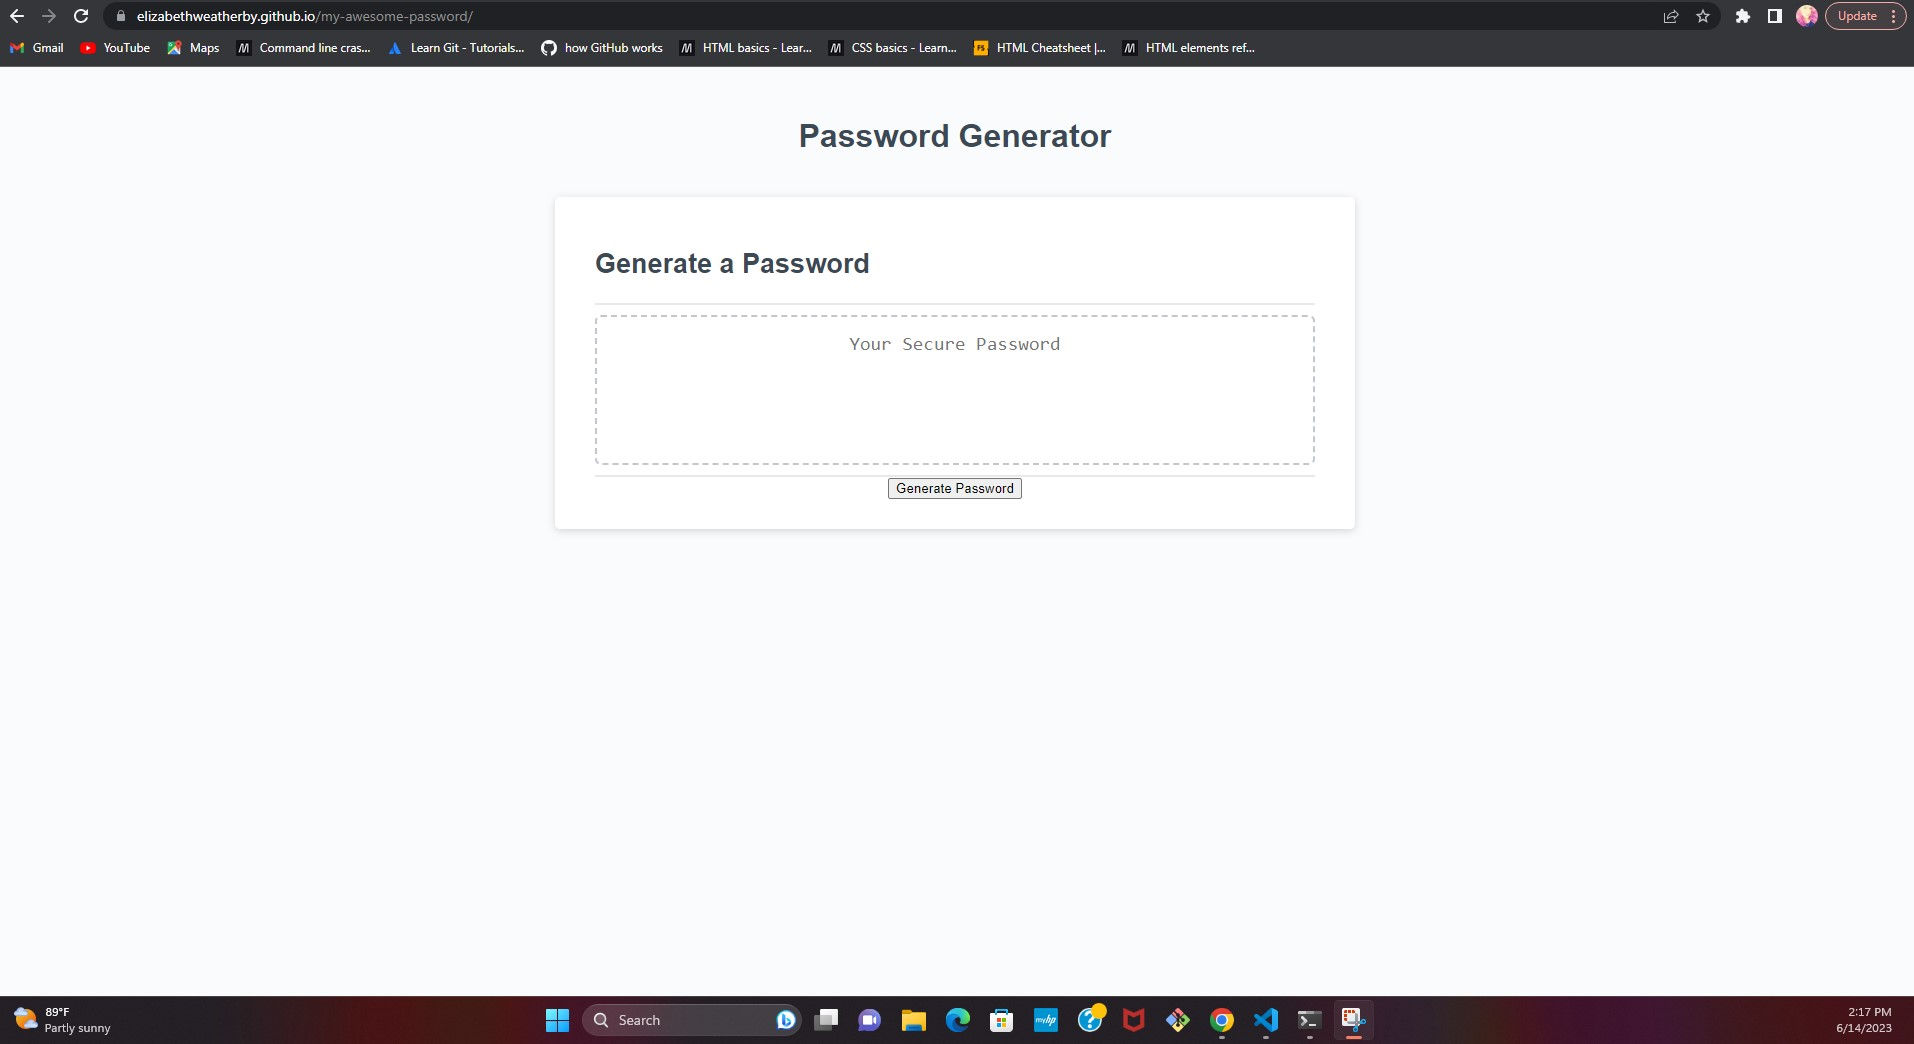 elizabethweatherby.github.io/my-awesome-password/
Update
Gmail YouTube Maps Command line cras... Learn Git - Tutorials... how GitHub works HTML basics - Lear... CSS basics - Learn... HTML Cheatsheet |... HTML elements ref...
Password Generator
Generate a Password
Your Secure Password
Generate Password
89°F
Partly sunny
Search
myhp
2:17 PM
6/14/2023